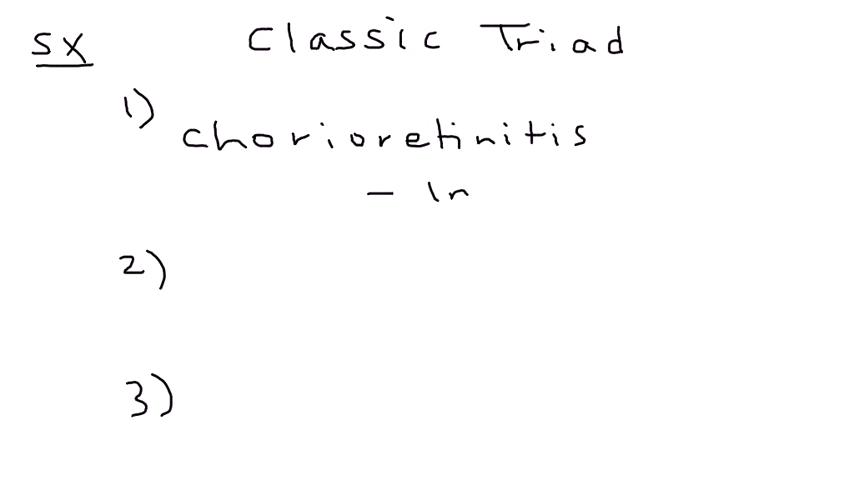 SX Classic Triad
1)
chorioretinitis
- In
2)
3)